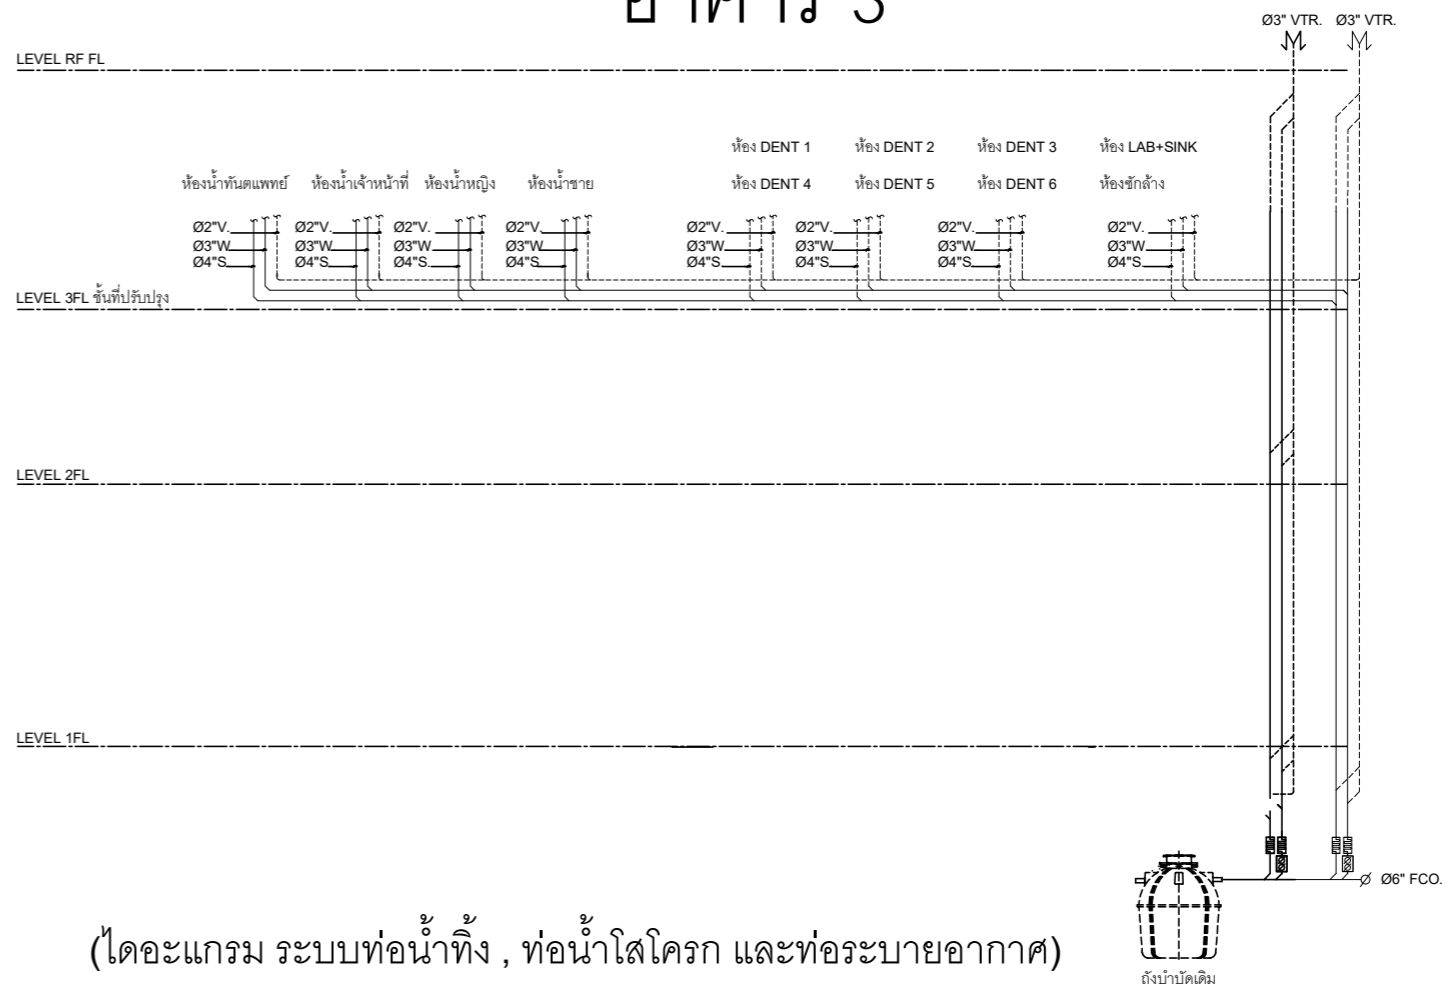 อาคาร 3
Ø3" VTR. Ø3" VTR.
LEVEL RF FL
ห้อง DENT 1 ห้อง DENT 2 ห้อง DENT 3 ห้อง LAB+SINK
ห้องน้ำทันตแพทย์ ห้องน้ำเจ้าหน้าที่ ห้องน้ำหญิง ห้องน้ำชาย ห้อง DENT 4 ห้อง DENT 5 ห้อง DENT 6 ห้องซักล้าง
Ø2"V. Ø2"V. Ø2"V. Ø2"V. Ø2"V. Ø2"V. Ø2"V. Ø2"V.
Ø3"W Ø3"W Ø3"W Ø3"W Ø3"W Ø3"W Ø3"W Ø3"W
Ø4"S Ø4"S Ø4"S Ø4"S Ø4"S Ø4"S Ø4"S Ø4"S
LEVEL 3FL ชั้นที่ปรับปรุง
LEVEL 2FL
LEVEL 1FL
Ø6" FCO.
(ไดอะแกรม ระบบท่อน้ำทิ้ง , ท่อน้ำโสโครก และท่อระบายอากาศ)
ถังบำบัดเดิม